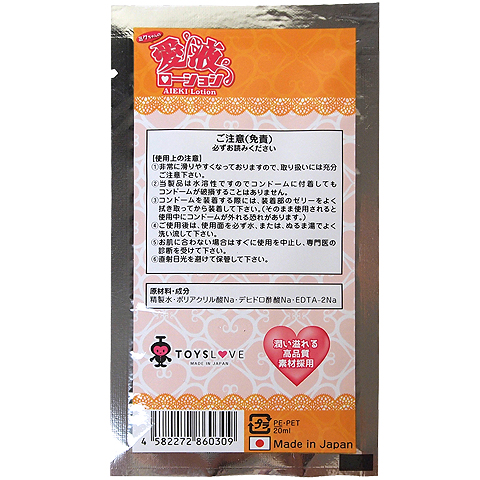 ミクちゃんの
愛液
ローション
AIEKI Lotion
ご注意(免責)
必ずお読みください
[使用上の注意]
①非常に滑りやすくなっておりますので、取り扱いには充分
ご注意下さい。
②当製品は水溶性ですのでコンドームに付着しても
コンドームが破損することはありません。
③コンドームを装着する際には、装着部のゼリーをよく
拭き取ってから装着して下さい。(そのまま使用されると
使用中にコンドームが外れる恐れがあります。)
④ご使用後は、使用面を必ず水、または、ぬるま湯でよく
洗い流して下さい。
⑤お肌に合わない場合はすぐに使用を中止し、専門医の
診断を受けて下さい。
⑥直射日光を避けて保管して下さい。
原材料・成分
精製水・ポリアクリル酸Na・デヒドロ酢酸Na・EDTA-2Na
TOYSLOVE
MADE IN JAPAN
潤い溢れる
高品質
素材採用
4 582272 860309
プラ
PE・PET
20ml
Made in Japan